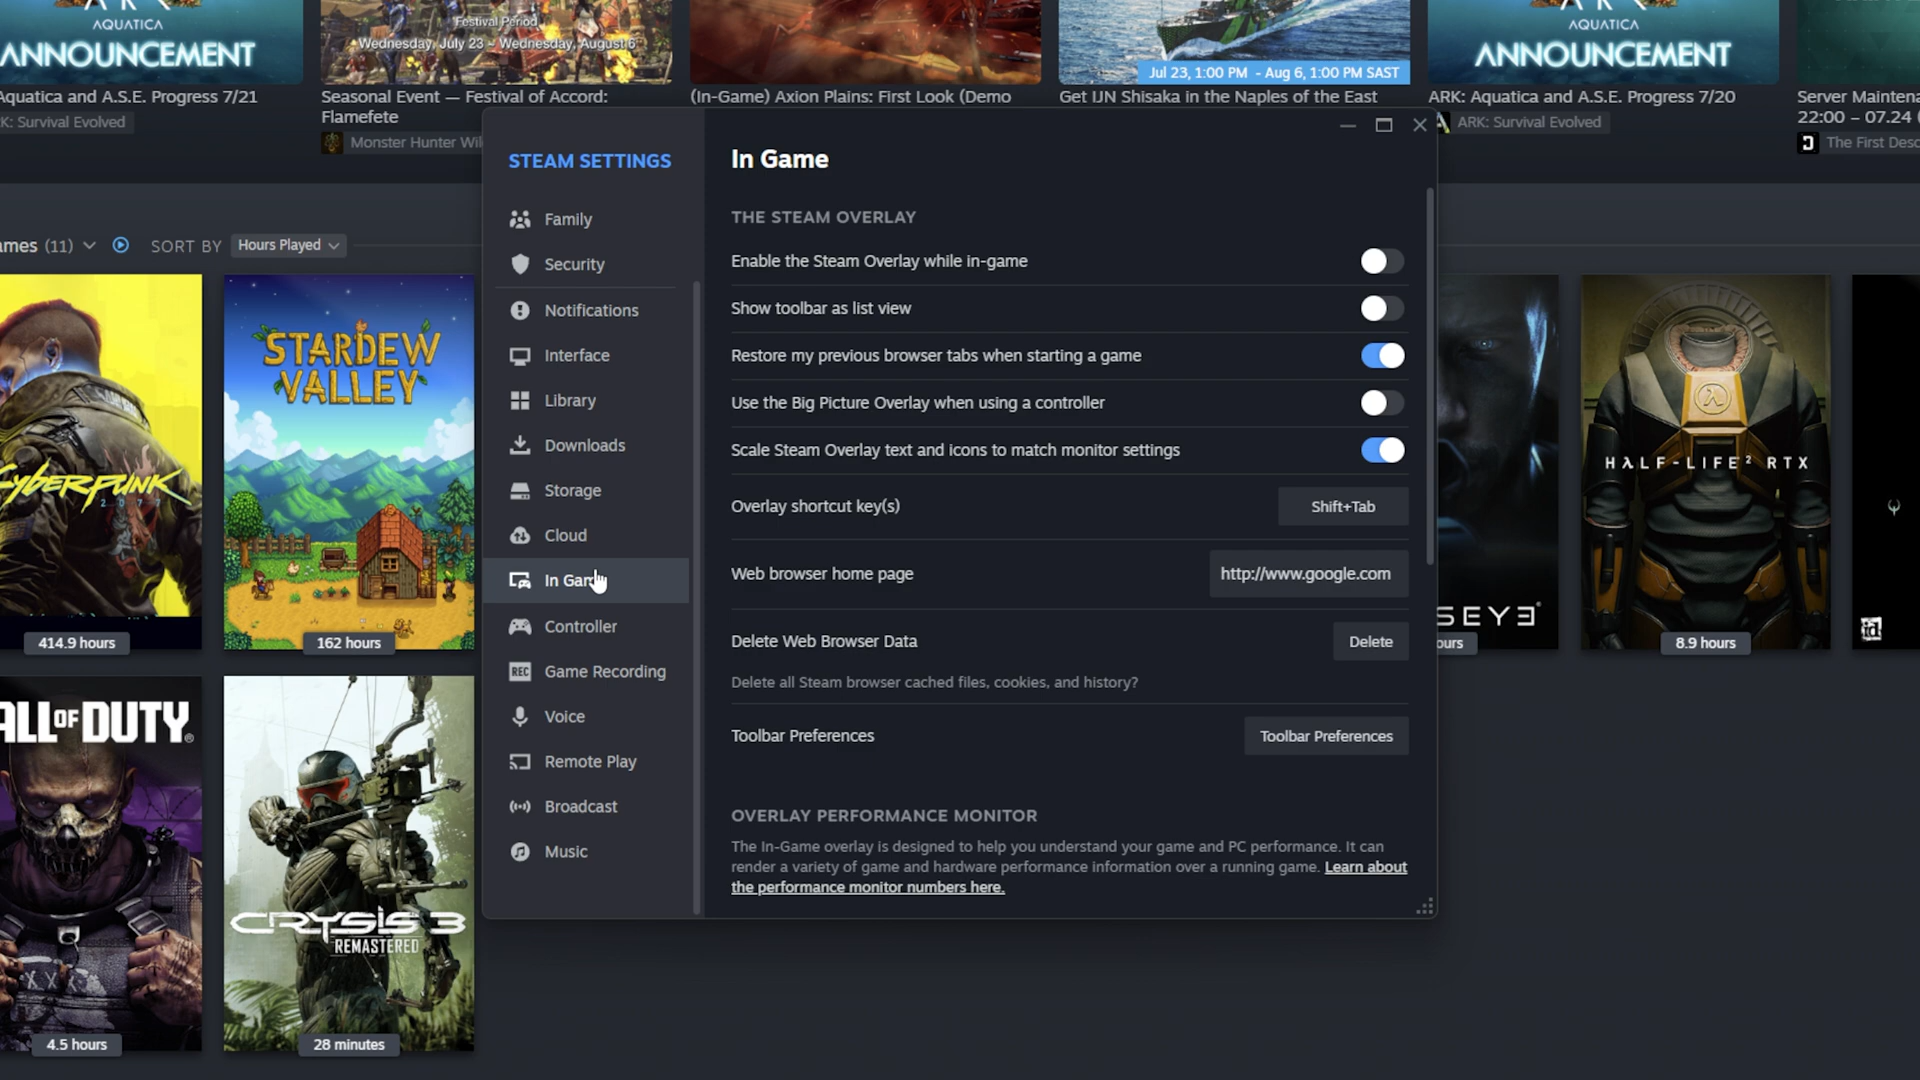 AQUATICA
ANNOUNCEMENT
Aquatica and A.S.E. Progress 7/21
K: Survival Evolved
Festival Period
Wednesday, July 23 – Wednesday, August 6
Seasonal Event — Festival of Accord:
Flamefete
Monster Hunter Wil
(In-Game) Axion Plains: First Look (Demo
Jul 23, 1:00 PM - Aug 6, 1:00 PM SAST
Get IJN Shisaka in the Naples of the East
AQUATICA
ANNOUNCEMENT
ARK: Aquatica and A.S.E. Progress 7/20
ARK: Survival Evolved
Server Maintena
22:00 – 07.24 (
The First Desc
ames (11)
SORT BY
Hours Played
CYBERPUNK
2077
414.9 hours
STARDEW
VALLEY
162 hours
ALL OF DUTY®
4.5 hours
CRYSIS 3
REMASTERED
28 minutes
STEAM SETTINGS
Family
Security
Notifications
Interface
Library
Downloads
Storage
Cloud
In Game
Controller
REC
Game Recording
Voice
Remote Play
Broadcast
Music
In Game
THE STEAM OVERLAY
Enable the Steam Overlay while in-game
Show toolbar as list view
Restore my previous browser tabs when starting a game
Use the Big Picture Overlay when using a controller
Scale Steam Overlay text and icons to match monitor settings
Overlay shortcut key(s)
Shift+Tab
Web browser home page
http://www.google.com
Delete Web Browser Data
Delete
Delete all Steam browser cached files, cookies, and history?
Toolbar Preferences
Toolbar Preferences
OVERLAY PERFORMANCE MONITOR
The In-Game overlay is designed to help you understand your game and PC performance. It can
render a variety of game and hardware performance information over a running game. Learn about
the performance monitor numbers here.
SEY3®
ours
HλLF-LIFE² RTX
8.9 hours
id